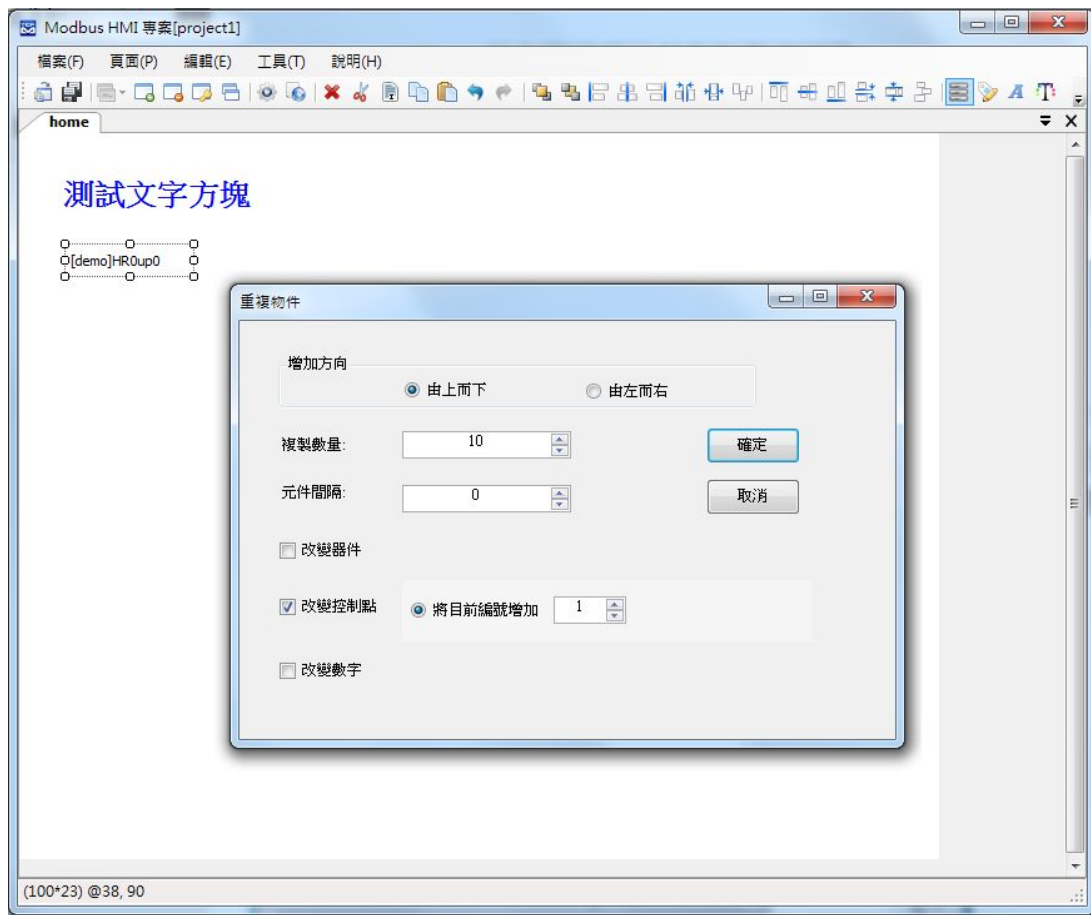 Modbus HMI 專案[project1]
檔案(F) 頁面(P) 編輯(E) 工具(T) 說明(H)
home
測試文字方塊
[demo]HR0up0
重複物件
增加方向
由上而下 由左而右
複製數量: 10 確定
元件間隔: 0 取消
改變器件
改變控制點 將目前編號增加 1
改變數字
(100*23) @38, 90